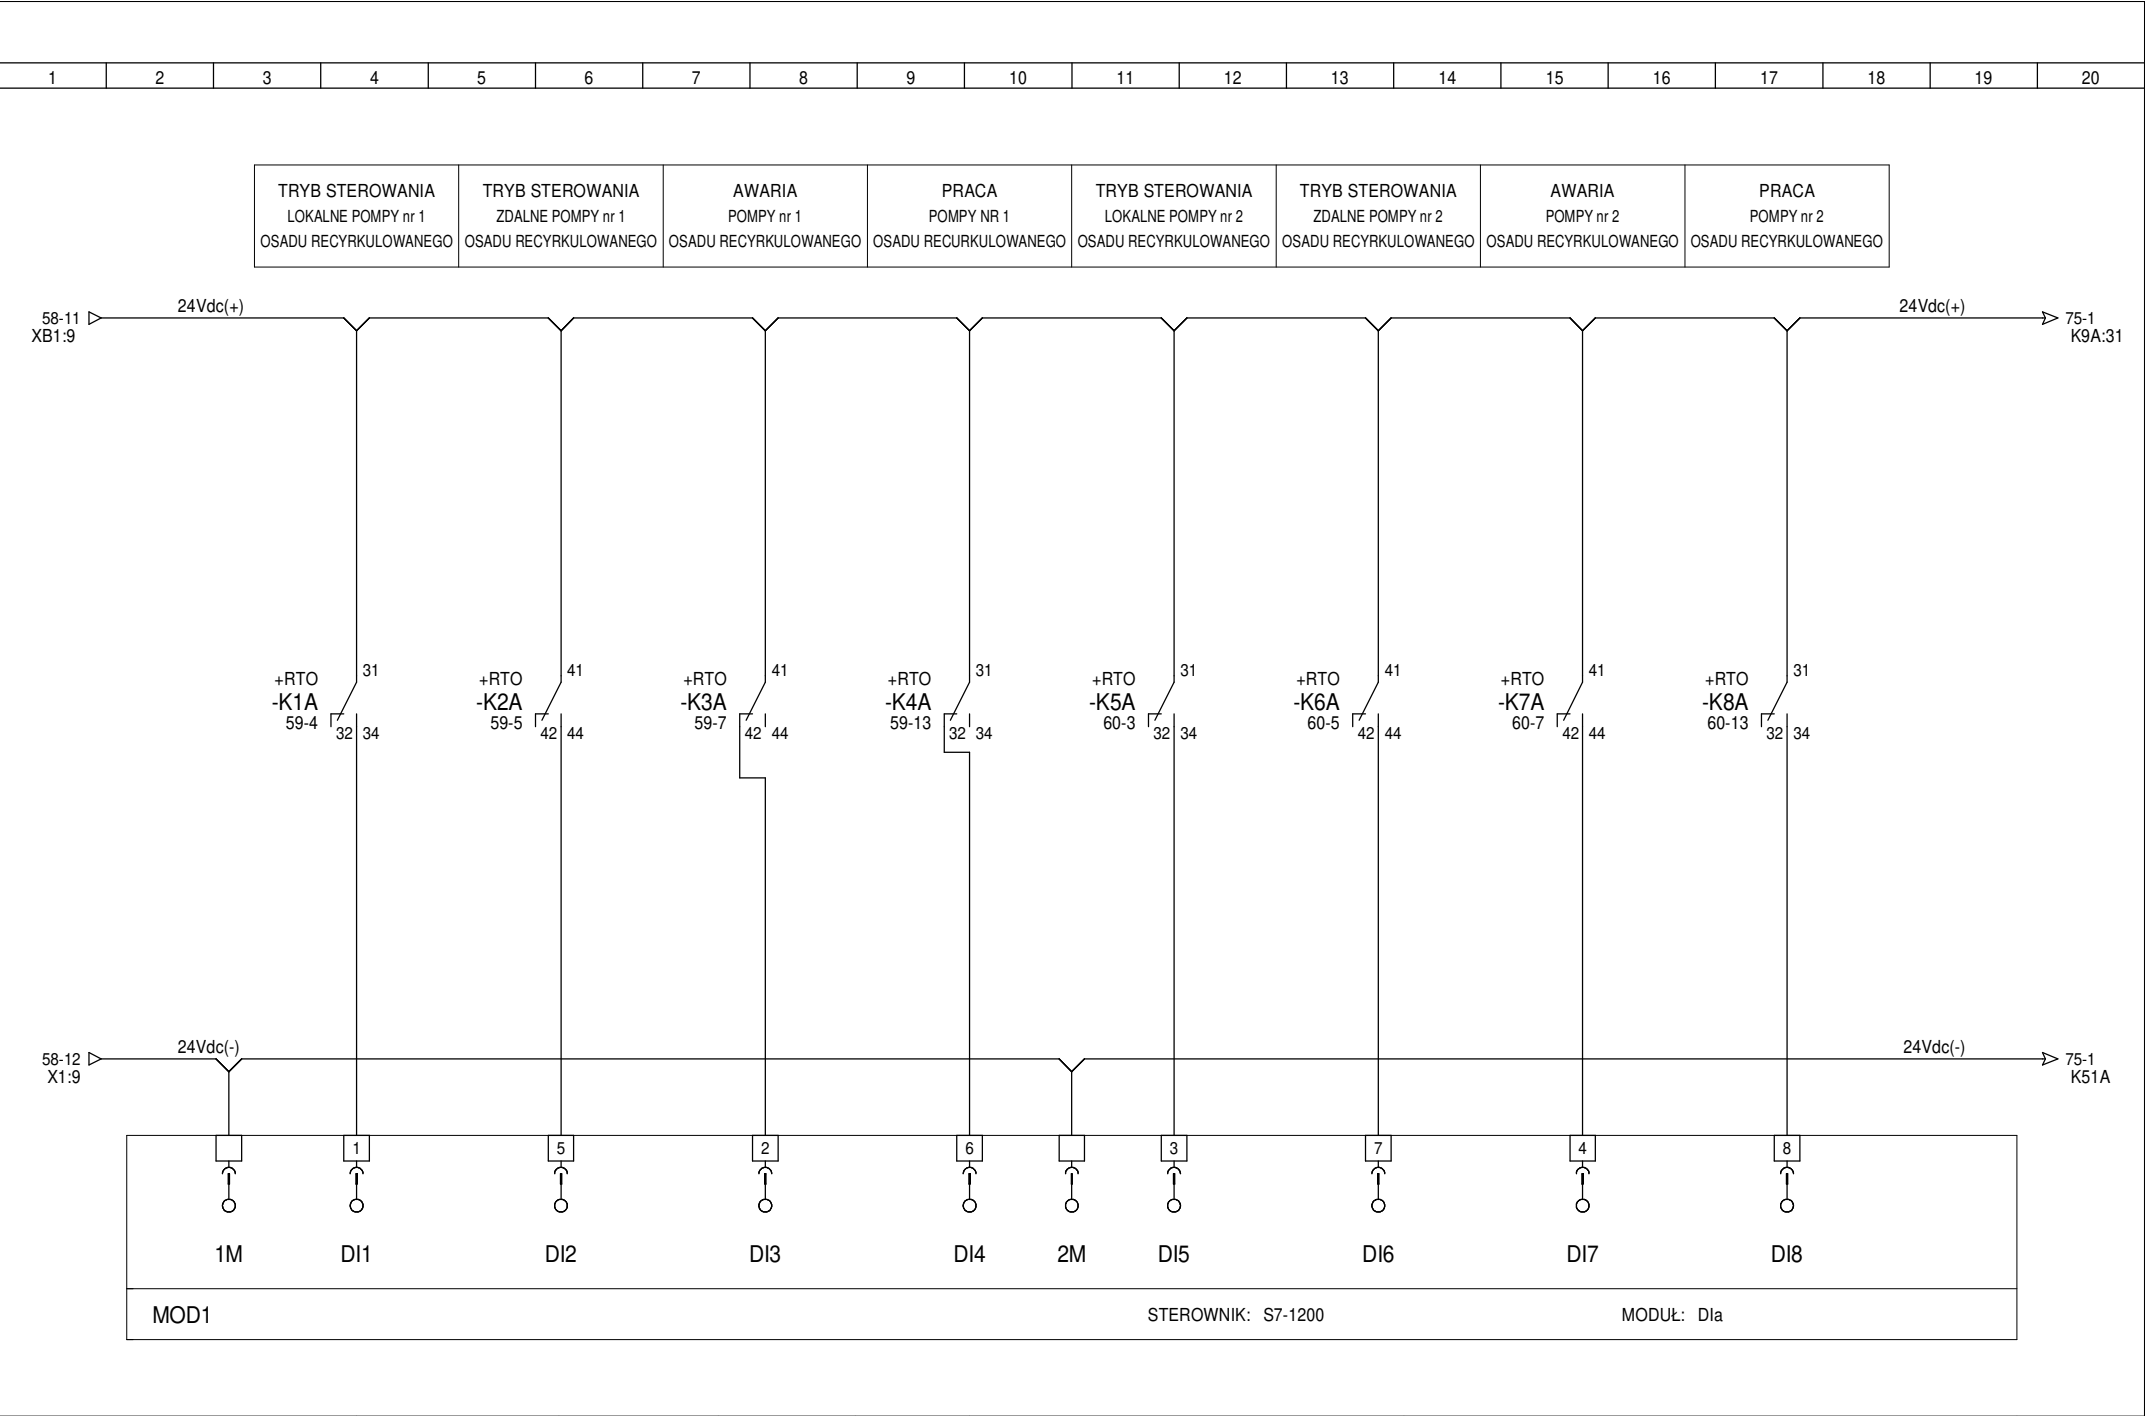 1 2 3 4 5 6 7 8 9 10 11 12 13 14 15 16 17 18 19 20
TRYB STEROWANIA
LOKALNE POMPY nr 1
OSADU RECYRKULOWANEGO
TRYB STEROWANIA
ZDALNE POMPY nr 1
OSADU RECYRKULOWANEGO
AWARIA
POMPY nr 1
OSADU RECYRKULOWANEGO
PRACA
POMPY NR 1
OSADU RECURKULOWANEGO
TRYB STEROWANIA
LOKALNE POMPY nr 2
OSADU RECYRKULOWANEGO
TRYB STEROWANIA
ZDALNE POMPY nr 2
OSADU RECYRKULOWANEGO
AWARIA
POMPY nr 2
OSADU RECYRKULOWANEGO
PRACA
POMPY nr 2
OSADU RECYRKULOWANEGO
58-11
XB1:9
24Vdc(+)
24Vdc(+)
75-1
K9A:31
+RTO
-K1A
59-4
31
32 34
+RTO
-K2A
59-5
41
42 44
+RTO
-K3A
59-7
41
42 44
+RTO
-K4A
59-13
31
32 34
+RTO
-K5A
60-3
31
32 34
+RTO
-K6A
60-5
41
42 44
+RTO
-K7A
60-7
41
42 44
+RTO
-K8A
60-13
31
32 34
58-12
X1:9
24Vdc(-)
24Vdc(-)
75-1
K51A
1 5 2 6 3 7 4 8
1M DI1 DI2 DI3 DI4 2M DI5 DI6 DI7 DI8
MOD1 STEROWNIK: S7-1200 MODUŁ: DIa